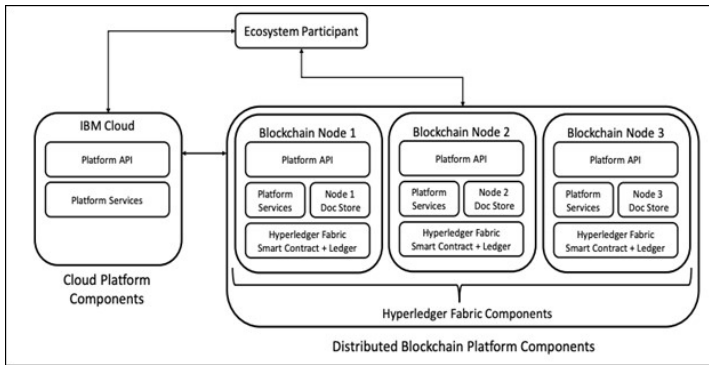 Ecosystem Participant
IBM Cloud
Platform API
Platform Services
Cloud Platform
Components
Blockchain Node 1
Platform API
Platform
Services
Node 1
Doc Store
Hyperledger Fabric
Smart Contract + Ledger
Blockchain Node 2
Platform API
Platform
Services
Node 2
Doc Store
Hyperledger Fabric
Smart Contract + Ledger
Blockchain Node 3
Platform API
Platform
Services
Node 3
Doc Store
Hyperledger Fabric
Smart Contract + Ledger
Hyperledger Fabric Components
Distributed Blockchain Platform Components